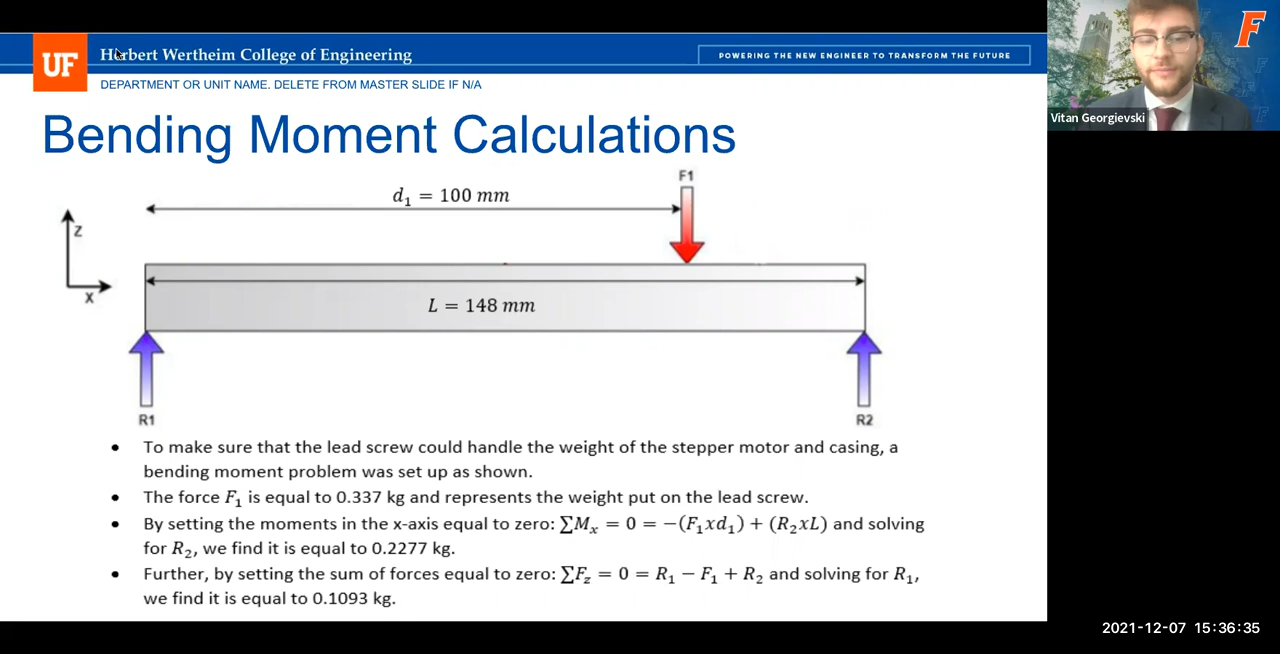 UF
Herbert Wertheim College of Engineering
POWERING THE NEW ENGINEER TO TRANSFORM THE FUTURE
DEPARTMENT OR UNIT NAME. DELETE FROM MASTER SLIDE IF N/A
F
Vitan Georgievski
Bending Moment Calculations
F1
d₁ = 100 mm
Z
X
L = 148 mm
R1
R2
• To make sure that the lead screw could handle the weight of the stepper motor and casing, a
bending moment problem was set up as shown.
• The force F₁ is equal to 0.337 kg and represents the weight put on the lead screw.
• By setting the moments in the x-axis equal to zero: ∑Mₓ = 0 = −(F₁xd₁) + (R₂xL) and solving
for R₂, we find it is equal to 0.2277 kg.
• Further, by setting the sum of forces equal to zero: ∑F_z = 0 = R₁ − F₁ + R₂ and solving for R₁,
we find it is equal to 0.1093 kg.
2021-12-07 15:36:35